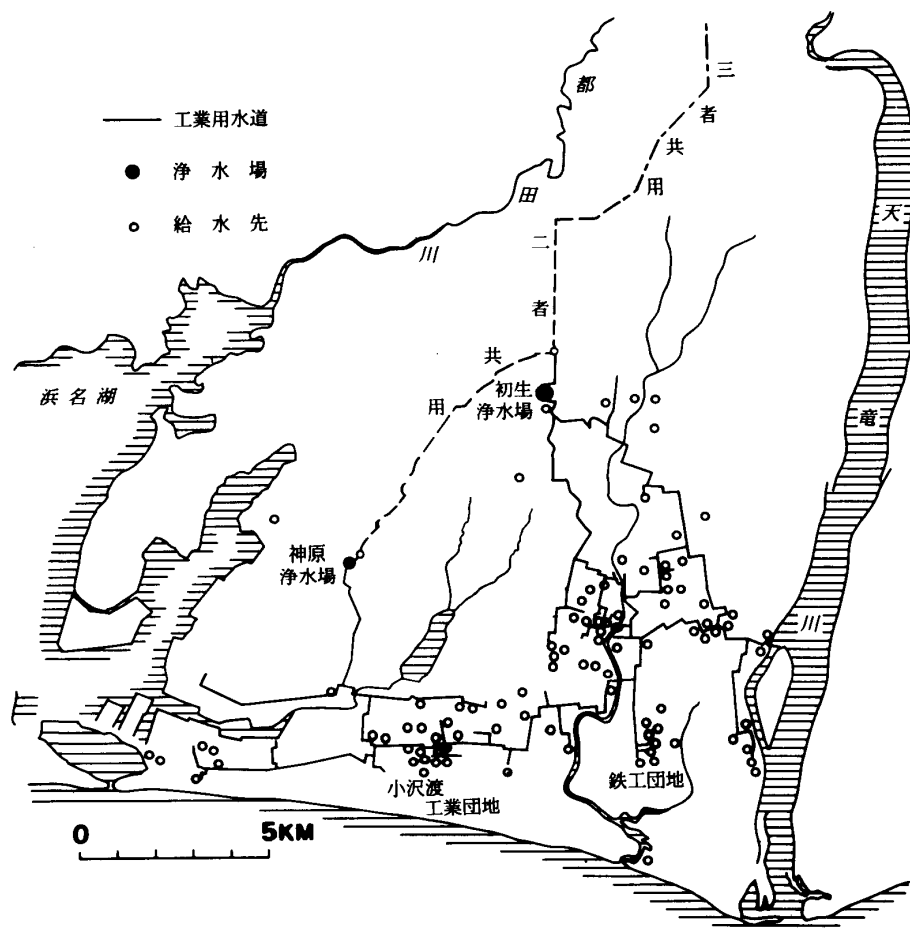 工業用水道
浄水場
給水先
都田川
三者共用
二者共用
天竜川
浜名湖
初生
浄水場
神原
浄水場
小沢渡
工業団地
鉄工団地
0 5KM